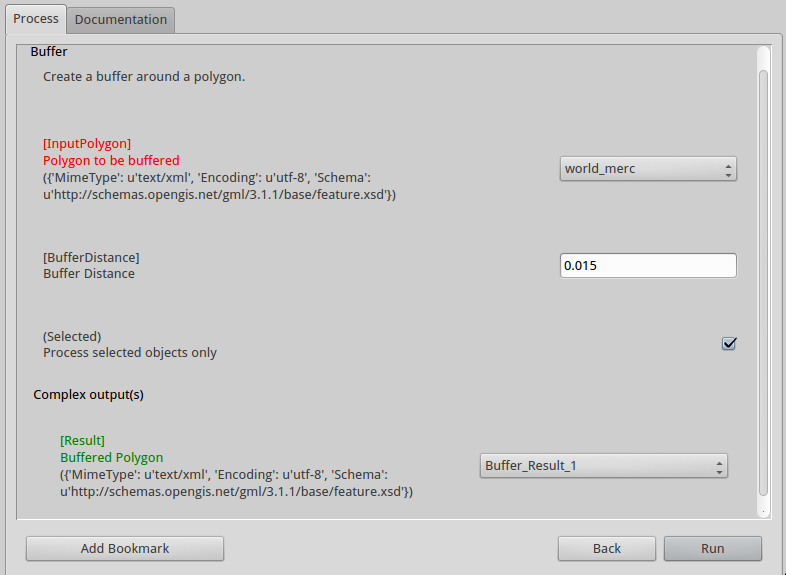 Process
Documentation
Buffer
Create a buffer around a polygon.
[InputPolygon]
Polygon to be buffered
({'MimeType': u'text/xml', 'Encoding': u'utf-8', 'Schema':
u'http://schemas.opengis.net/gml/3.1.1/base/feature.xsd'})
world_merc
[BufferDistance]
Buffer Distance
0.015
(Selected)
Process selected objects only
Complex output(s)
[Result]
Buffered Polygon
({'MimeType': u'text/xml', 'Encoding': u'utf-8', 'Schema':
u'http://schemas.opengis.net/gml/3.1.1/base/feature.xsd'})
Buffer_Result_1
Add Bookmark
Back
Run